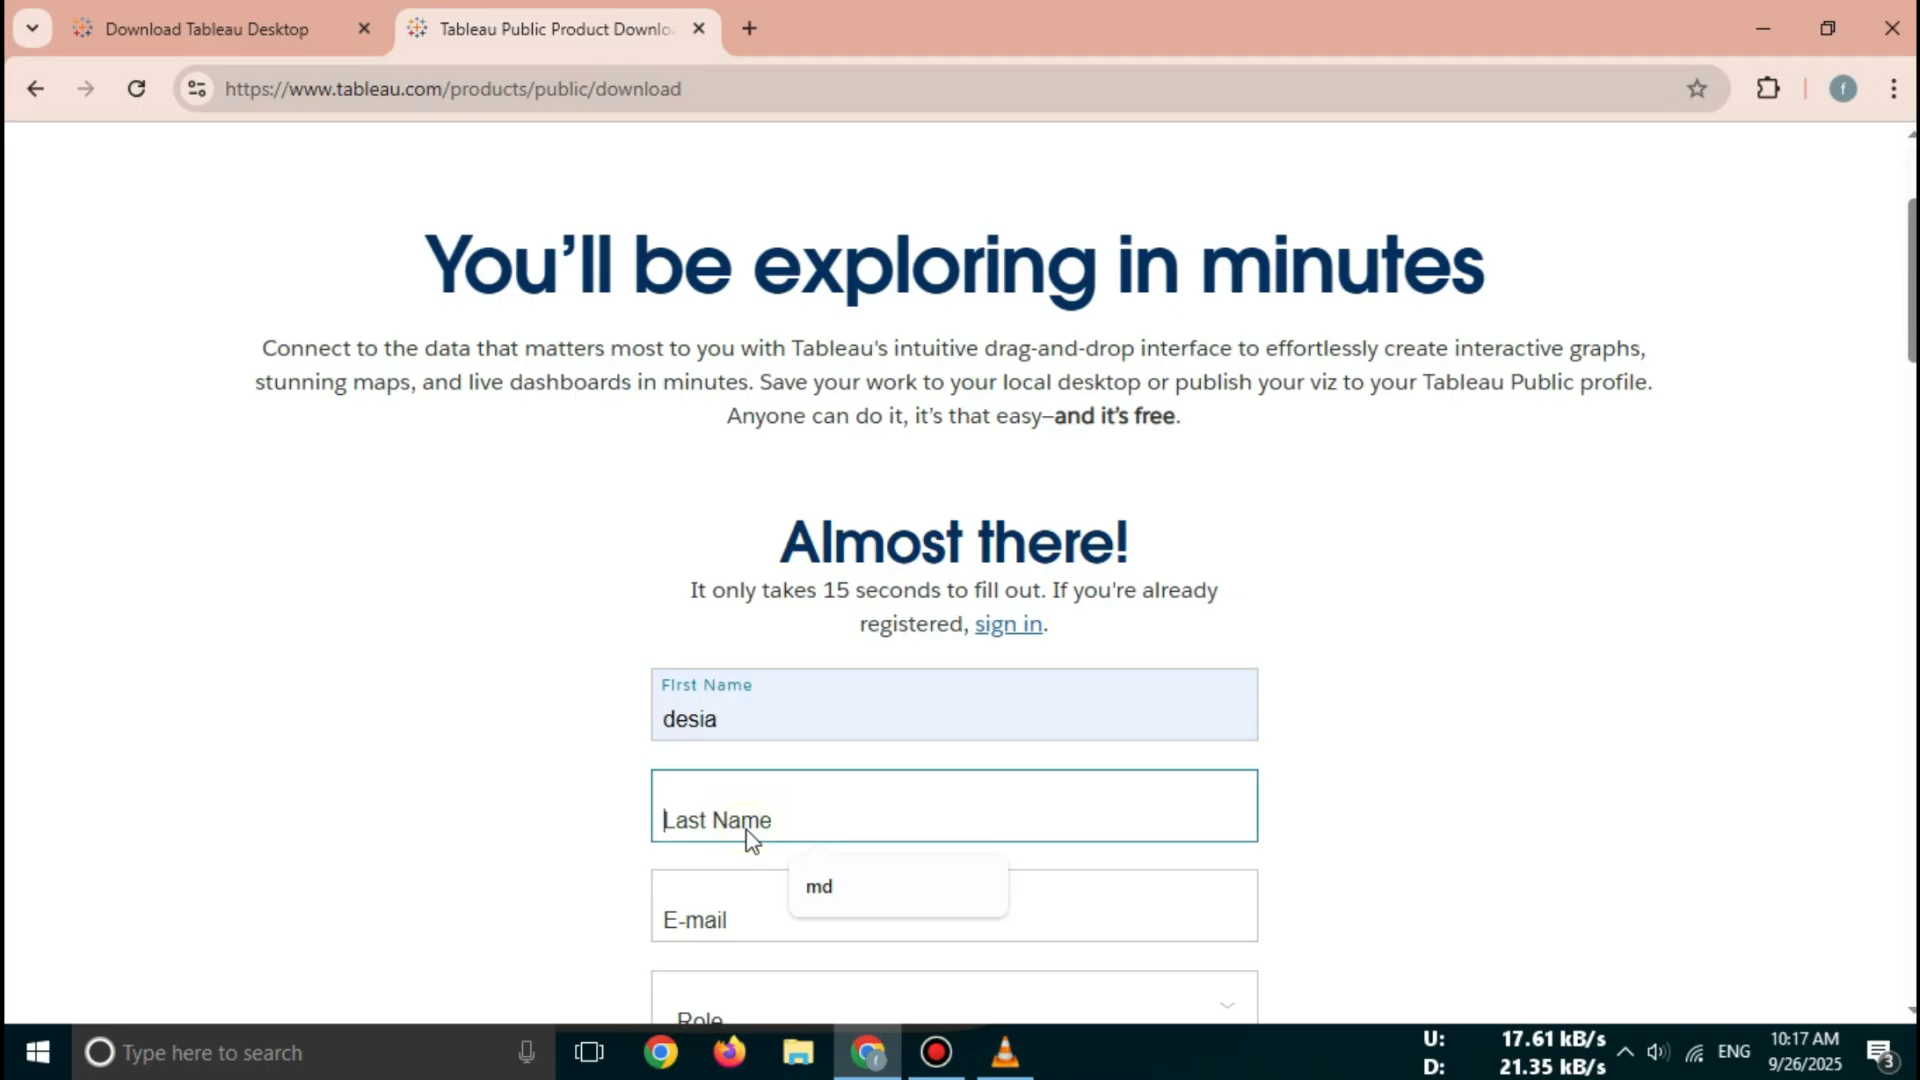 Download Tableau Desktop
Tableau Public Product Downlo
https://www.tableau.com/products/public/download
f
You’ll be exploring in minutes
Connect to the data that matters most to you with Tableau's intuitive drag-and-drop interface to effortlessly create interactive graphs,
stunning maps, and live dashboards in minutes. Save your work to your local desktop or publish your viz to your Tableau Public profile.
Anyone can do it, it’s that easy–and it’s free.
Almost there!
It only takes 15 seconds to fill out. If you're already
registered, sign in.
First Name
desia
Last Name
md
E-mail
Role
Type here to search
U: 17.61 kB/s
D: 21.35 kB/s
ENG
10:17 AM
9/26/2025
3